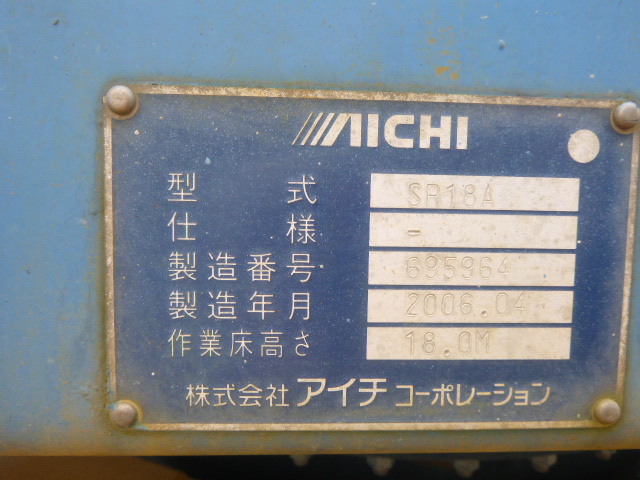 AICHI
型式 SR18A
仕様 -
製造番号 695964
製造年月 2006.04
作業床高さ 18.0M
株式会社 アイチ コーポレーション